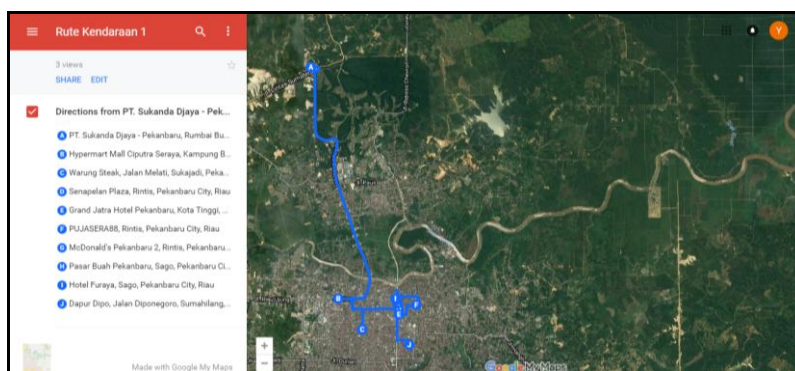 Rute Kendaraan 1
3 views
SHARE EDIT
Directions from PT. Sukanda Djaya - Pek...
A PT. Sukanda Djaya - Pekanbaru, Rumbai Bu...
B Hypermart Mall Ciputra Seraya, Kampung B...
C Warung Steak, Jalan Melati, Sukajadi, Peka...
D Senapelan Plaza, Rintis, Pekanbaru City, Riau
E Grand Jatra Hotel Pekanbaru, Kota Tinggi, ...
F PUJASERA88, Rintis, Pekanbaru City, Riau
G McDonald's Pekanbaru 2, Rintis, Pekanbaru...
H Pasar Buah Pekanbaru, Sago, Pekanbaru Ci...
I Hotel Furaya, Sago, Pekanbaru City, Riau
J Dapur Dipo, Jalan Diponegoro, Sumahilang,...
Made with Google My Maps
Y
A
B
C
I
E
J
+
−
Google My Maps